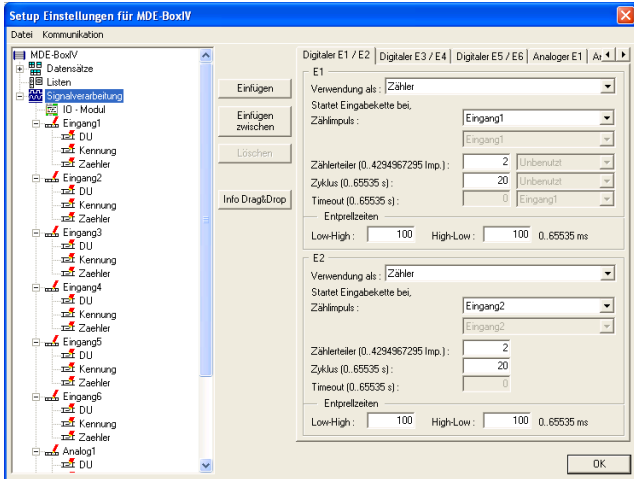 Setup Einstellungen für MDE-BoxIV
Datei Kommunikation
MDE-BoxIV
Datensätze
Listen
Signalverarbeitung
IO - Modul
Eingang1
DU
Kennung
Zaehler
Eingang2
DU
Kennung
Zaehler
Eingang3
DU
Kennung
Zaehler
Eingang4
DU
Kennung
Zaehler
Eingang5
DU
Kennung
Zaehler
Eingang6
DU
Kennung
Zaehler
Analog1
DU
Einfügen
Einfügen
zwischen
Löschen
Info Drag&Drop
Digitaler E1 / E2 Digitaler E3 / E4 Digitaler E5 / E6 Analoger E1
E1
Verwendung als : Zähler
Startet Eingabekette bei,
Zählimpuls : Eingang1
Eingang1
Zählerteiler (0..4294967295 Imp.) : 2 Unbenutzt
Zyklus (0..65535 s) : 20 Unbenutzt
Timeout (0..65535 s) : 0 Eingang1
Entprellzeiten
Low-High : 100 High-Low : 100 0..65535 ms
E2
Verwendung als : Zähler
Startet Eingabekette bei,
Zählimpuls : Eingang2
Eingang2
Zählerteiler (0..4294967295 Imp.) : 2
Zyklus (0..65535 s) : 20
Timeout (0..65535 s) : 0
Entprellzeiten
Low-High : 100 High-Low : 100 0..65535 ms
OK